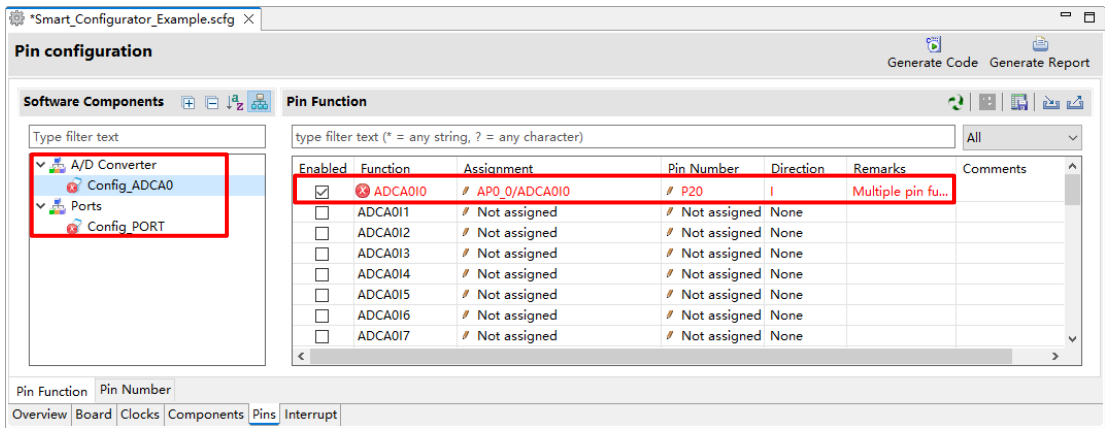 *Smart_Configurator_Example.scfg
Pin configuration
Generate Code Generate Report
Software Components
Pin Function
Type filter text
type filter text (* = any string, ? = any character)
All
A/D Converter
Config_ADCA0
Ports
Config_PORT
Enabled Function Assignment Pin Number Direction Remarks Comments
ADCA0I0 AP0_0/ADCA0I0 P20 I Multiple pin fu...
ADCA0I1 Not assigned Not assigned None
ADCA0I2 Not assigned Not assigned None
ADCA0I3 Not assigned Not assigned None
ADCA0I4 Not assigned Not assigned None
ADCA0I5 Not assigned Not assigned None
ADCA0I6 Not assigned Not assigned None
ADCA0I7 Not assigned Not assigned None
Pin Function Pin Number
Overview Board Clocks Components Pins Interrupt